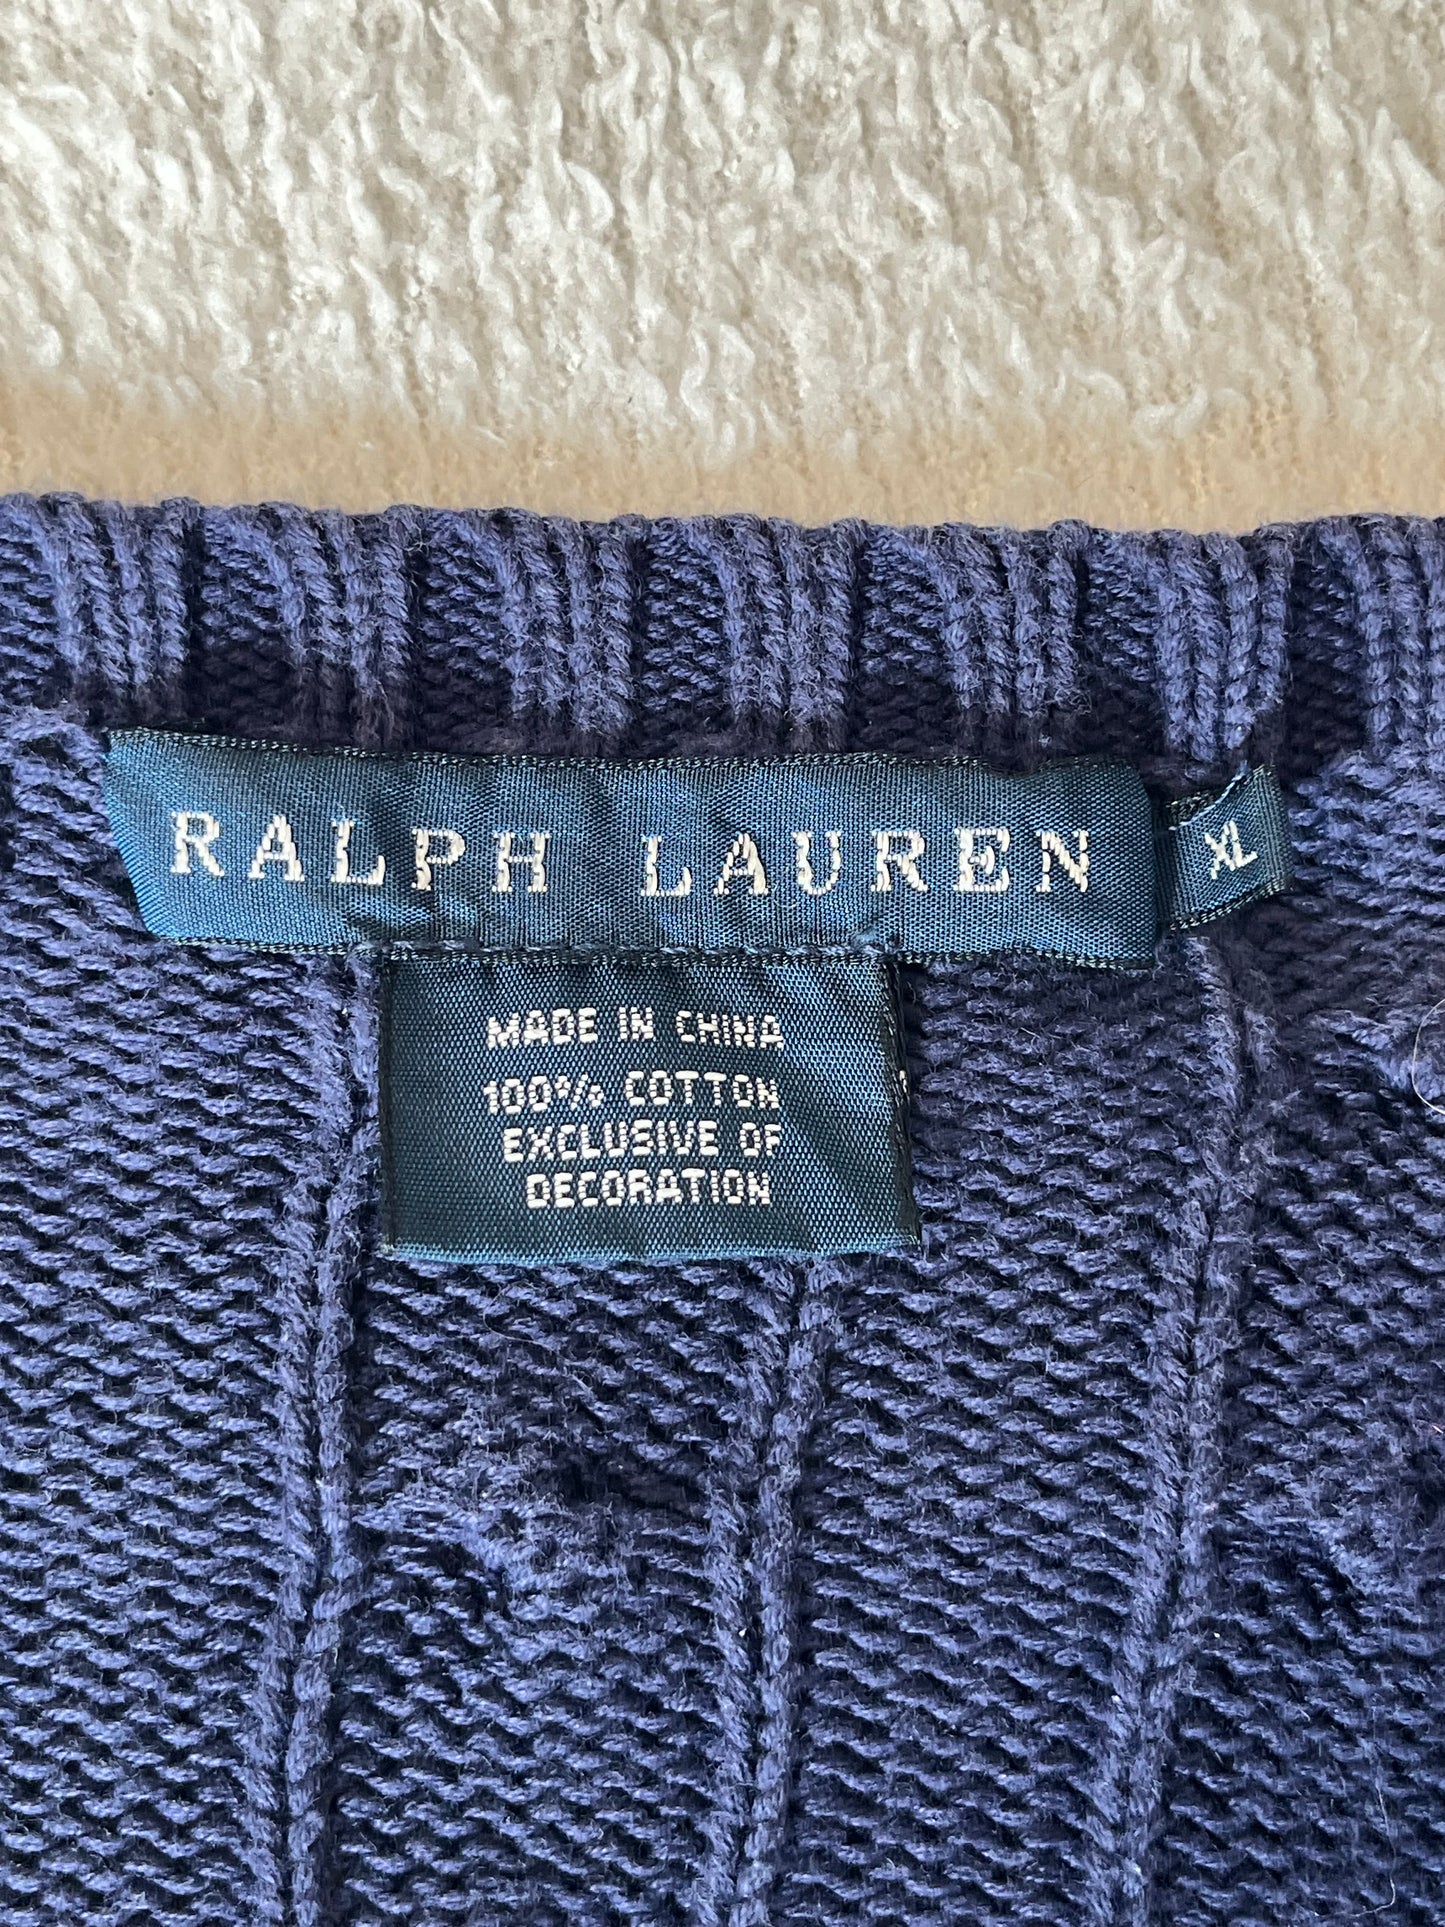 RALPH LAUREN
XL
MADE IN CHINA
100% COTTON
EXCLUSIVE OF
DECORATION